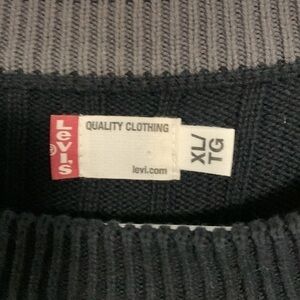 Levi's
®
QUALITY CLOTHING
levi.com
XL/
TG